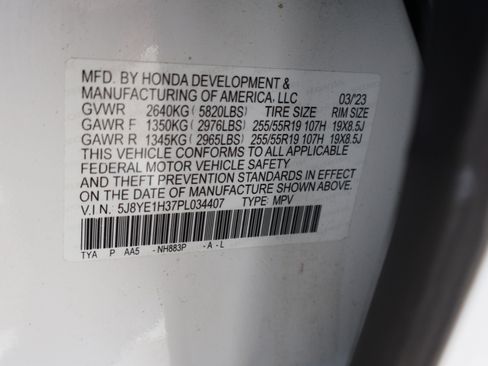 MFD. BY HONDA DEVELOPMENT &
MANUFACTURING OF AMERICA, LLC 03/'23
GVWR 2640KG( 5820LBS) TIRE SIZE RIM SIZE
GAWR F 1350KG( 2976LBS) 255/55R19 107H 19X8.5J
GAWR R 1345KG( 2965LBS) 255/55R19 107H 19X8.5J
THIS VEHICLE CONFORMS TO ALL APPLICABLE
FEDERAL MOTOR VEHICLE SAFETY
AND THEFT PREVENTION STANDARDS IN EFFECT
ON THE DATE OF MANUFACTURE SHOWN ABOVE.
V.I N. 5J8YE1H37PL034407 TYPE: MPV
TYA P AA5 -NH883P -A-L